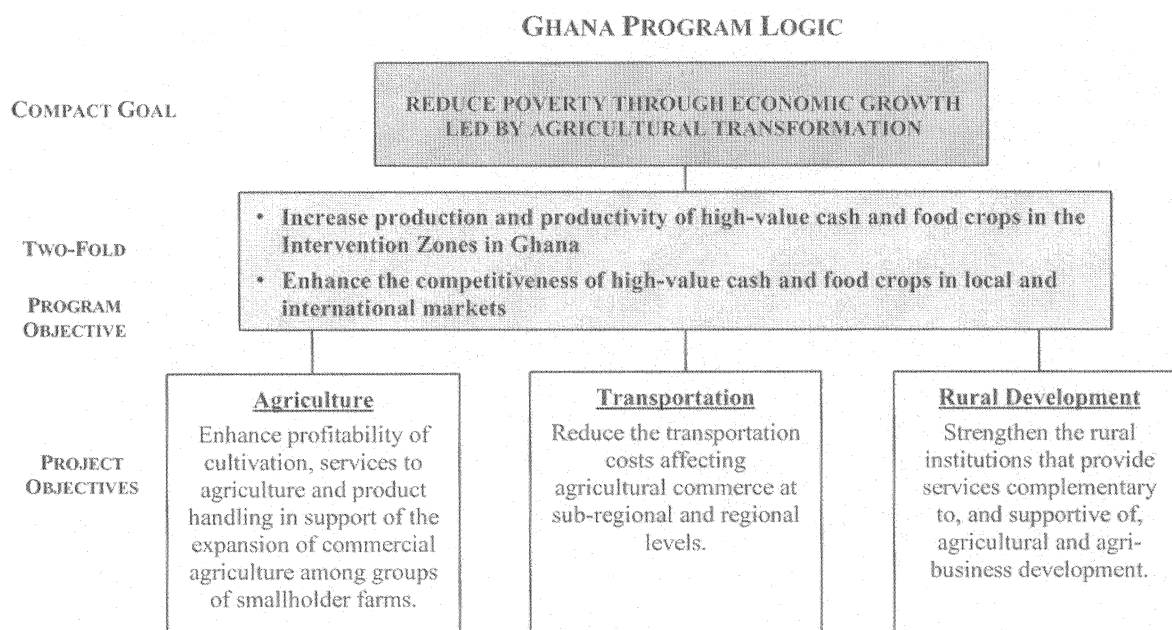 GHANA PROGRAM LOGIC
COMPACT GOAL
REDUCE POVERTY THROUGH ECONOMIC GROWTH
LED BY AGRICULTURAL TRANSFORMATION
TWO-FOLD
PROGRAM
OBJECTIVE
• Increase production and productivity of high-value cash and food crops in the
Intervention Zones in Ghana
• Enhance the competitiveness of high-value cash and food crops in local and
international markets
PROJECT
OBJECTIVES
Agriculture
Enhance profitability of
cultivation, services to
agriculture and product
handling in support of the
expansion of commercial
agriculture among groups
of smallholder farms.
Transportation
Reduce the transportation
costs affecting
agricultural commerce at
sub-regional and regional
levels.
Rural Development
Strengthen the rural
institutions that provide
services complementary
to, and supportive of,
agricultural and agri-
business development.